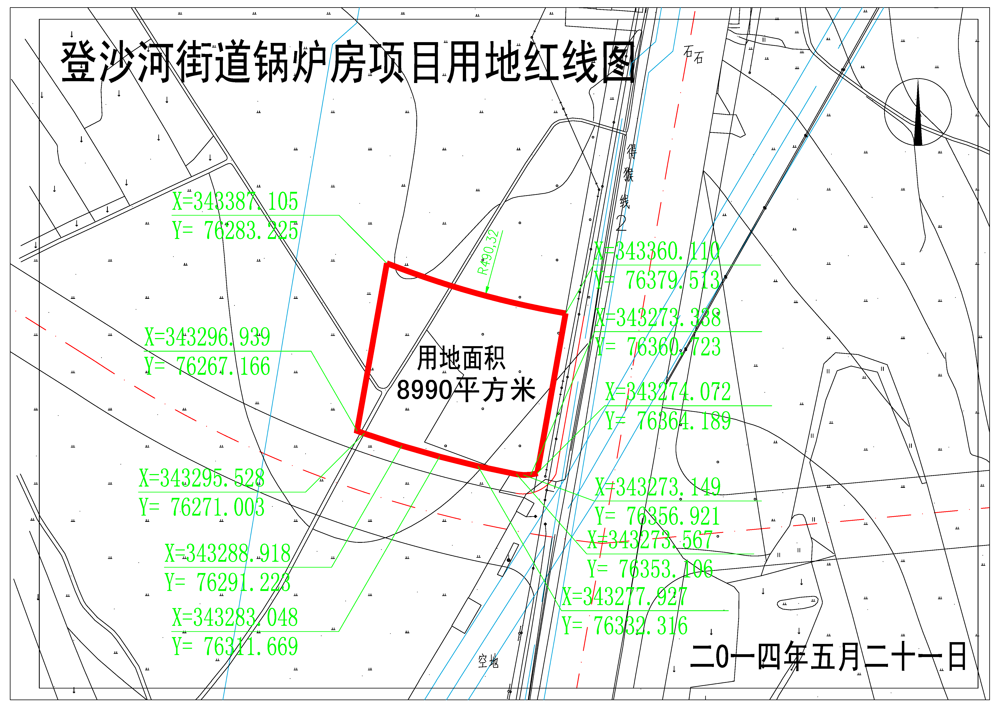 登沙河街道锅炉房项目用地红线图
石石
得猴线2
X=343387.105
Y= 76283.225
R490,32
X=343360.110
Y= 76379.513
X=343273.338
Y= 76360.723
X=343296.939
Y= 76267.166
用地面积
8990平方米
X=343274.072
Y= 76364.189
X=343295.528
Y= 76271.003
X=343273.149
Y= 76356.921
X=343273.567
Y= 76353.106
X=343288.918
Y= 76291.223
X=343277.927
Y= 76332.316
X=343283.048
Y= 76311.669
空地
二0一四年五月二十一日